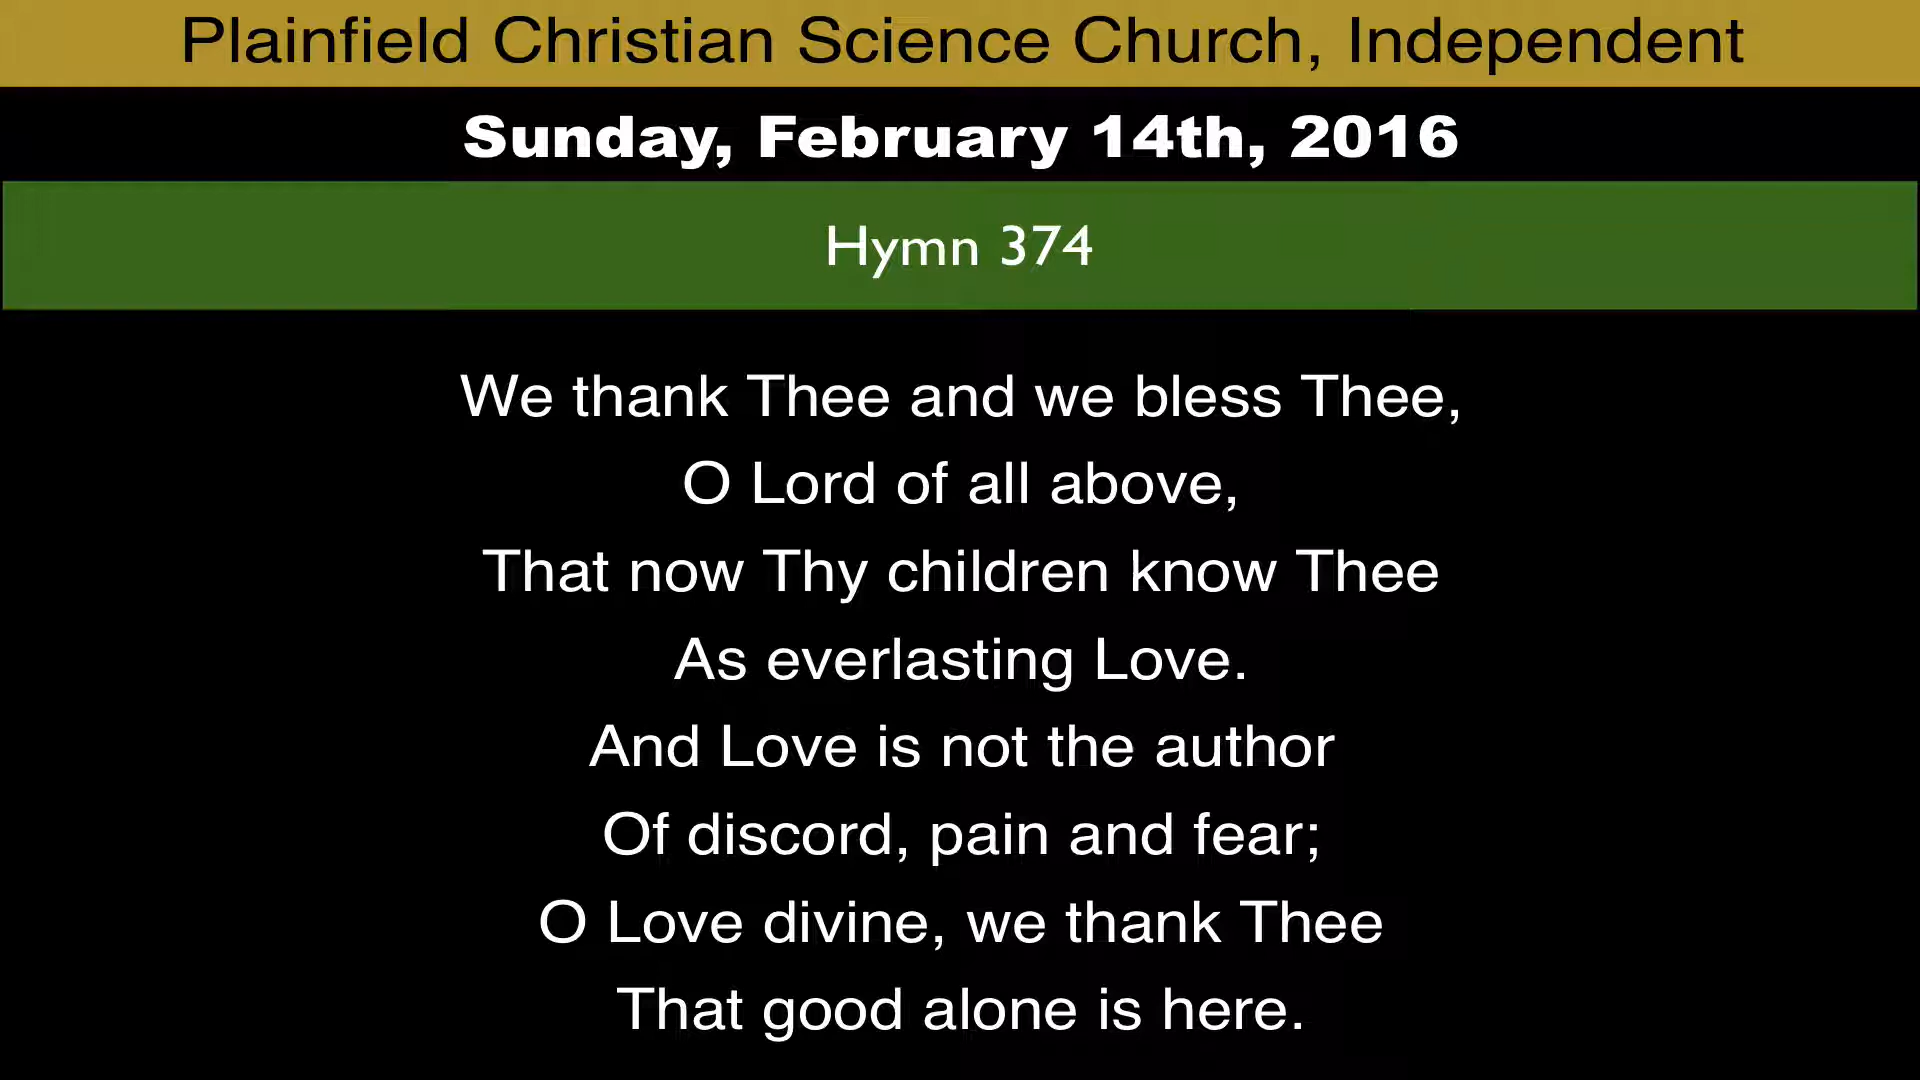 Plainfield Christian Science Church, Independent
Sunday, February 14th, 2016
Hymn 374
We thank Thee and we bless Thee,
O Lord of all above,
That now Thy children know Thee
As everlasting Love.
And Love is not the author
Of discord, pain and fear;
O Love divine, we thank Thee
That good alone is here.